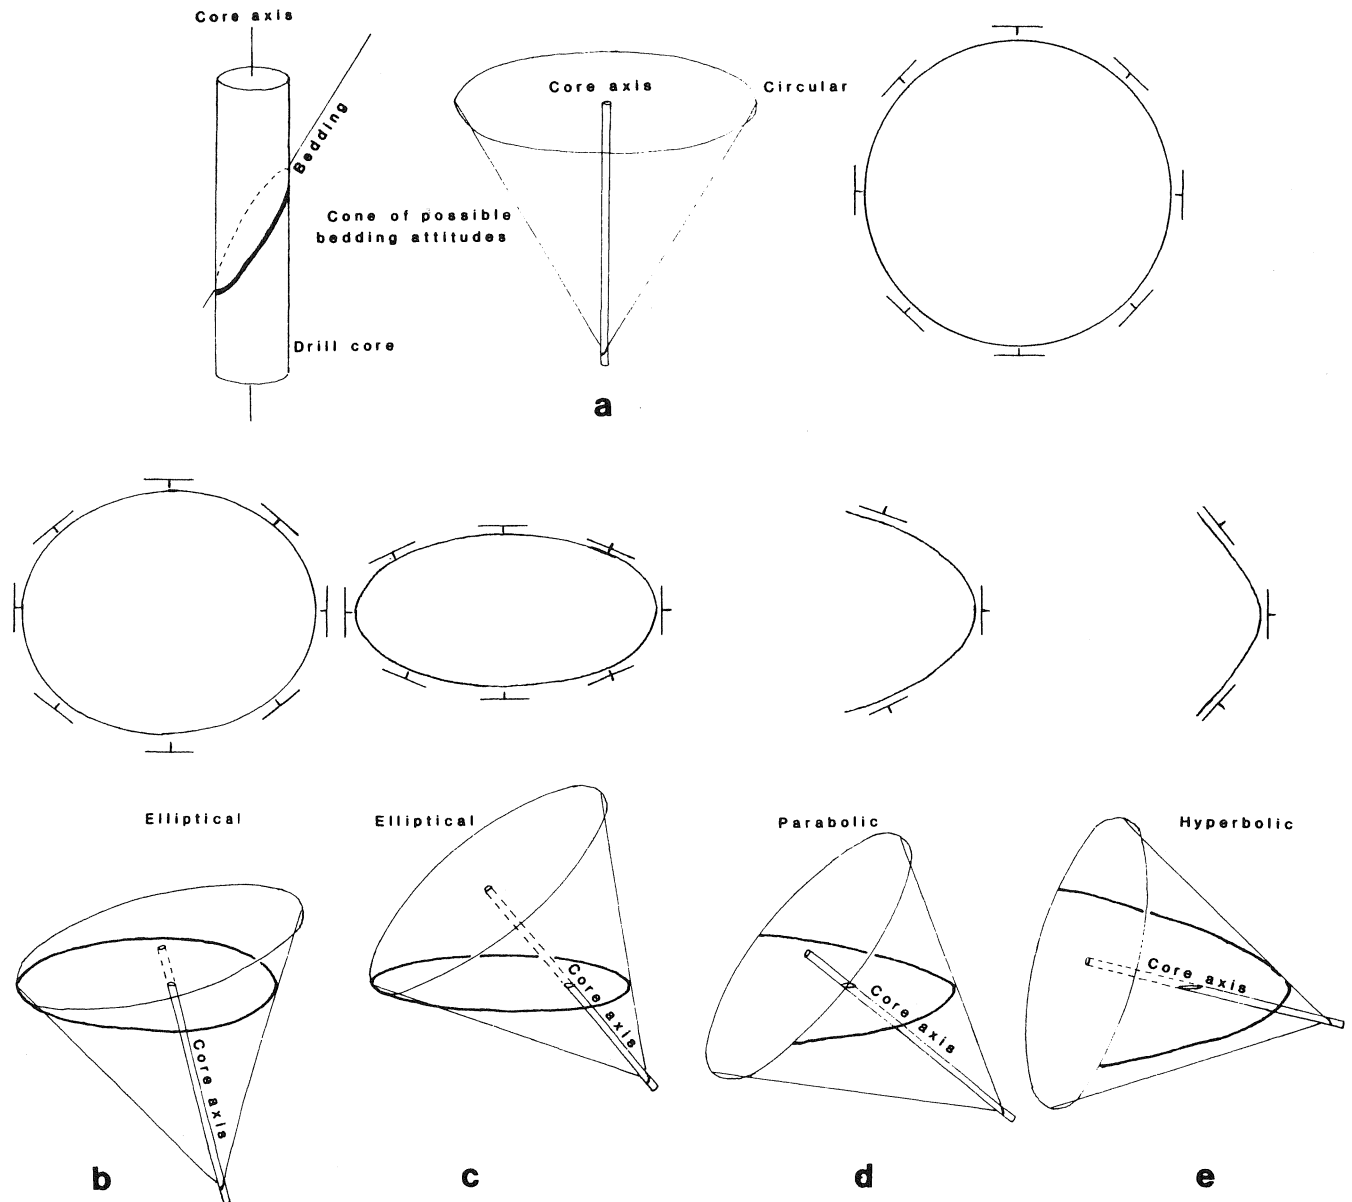 Core axis
Bedding
Cone of possible
bedding attitudes
Drill core
Core axis
Circular
a
Elliptical
Core axis
b
Elliptical
Core axis
c
Parabolic
Core axis
d
Hyperbolic
Core axis
e